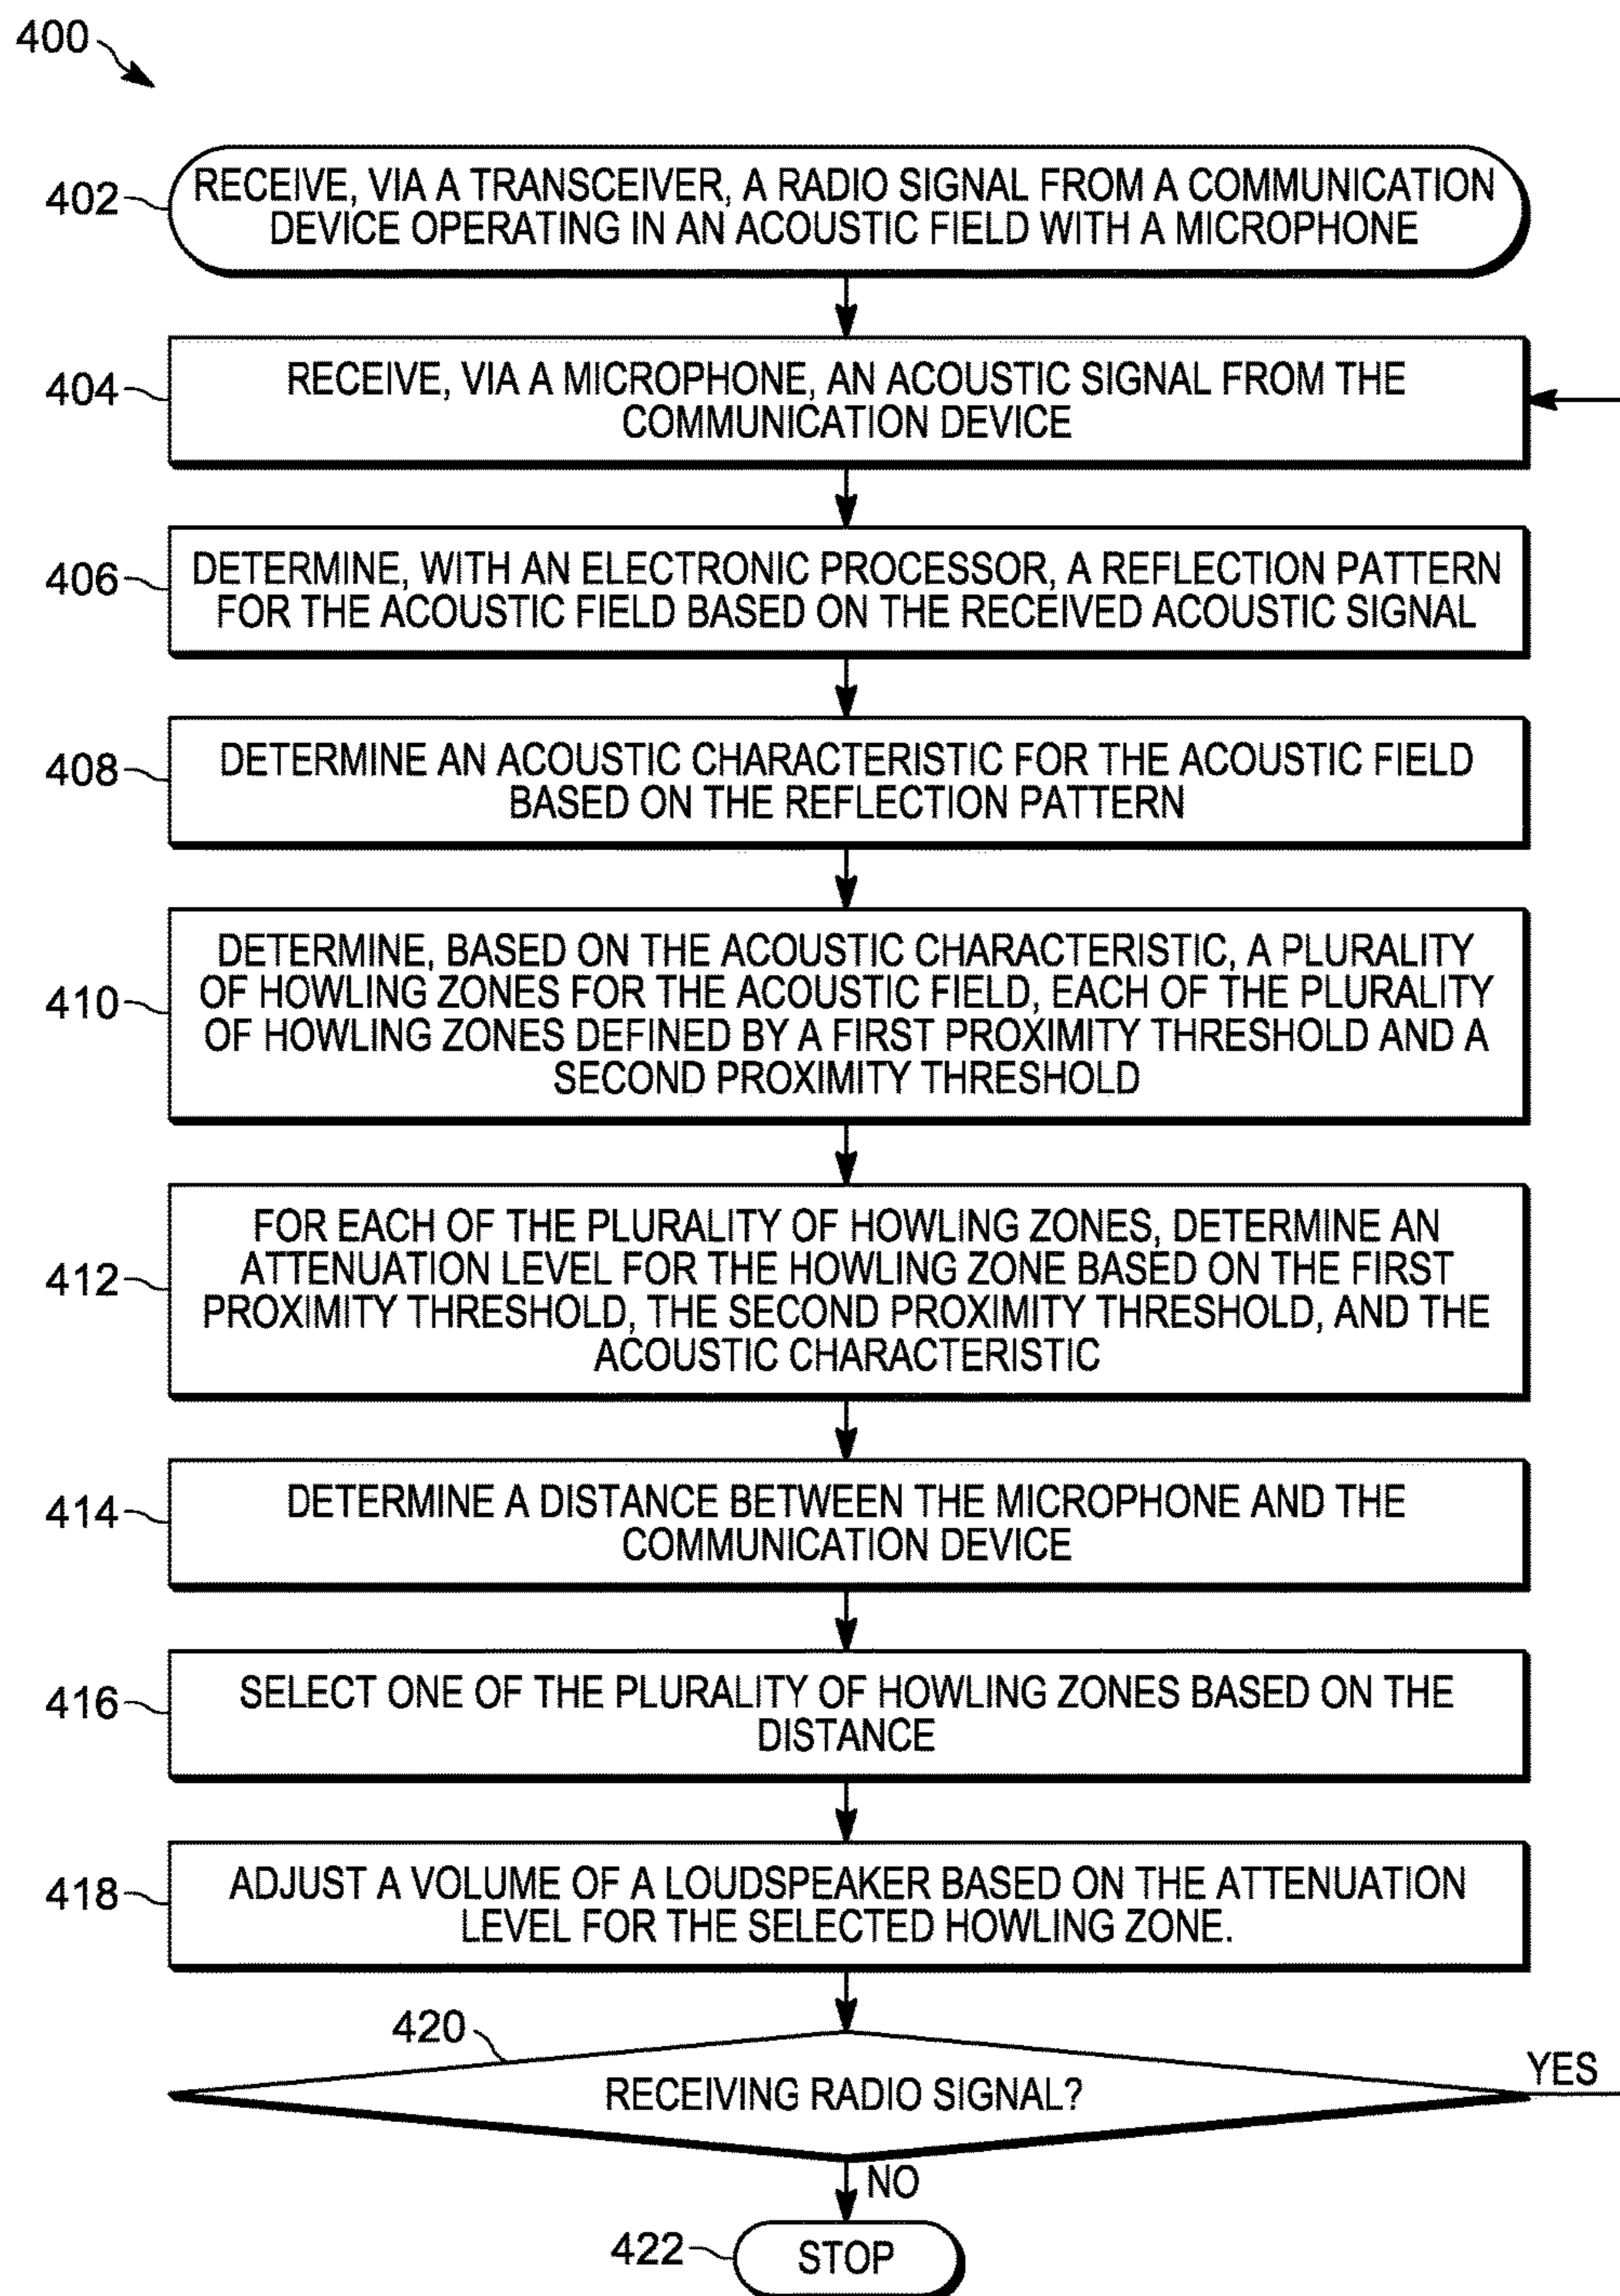 400
402
RECEIVE, VIA A TRANSCEIVER, A RADIO SIGNAL FROM A COMMUNICATION
DEVICE OPERATING IN AN ACOUSTIC FIELD WITH A MICROPHONE
404
RECEIVE, VIA A MICROPHONE, AN ACOUSTIC SIGNAL FROM THE
COMMUNICATION DEVICE
406
DETERMINE, WITH AN ELECTRONIC PROCESSOR, A REFLECTION PATTERN
FOR THE ACOUSTIC FIELD BASED ON THE RECEIVED ACOUSTIC SIGNAL
408
DETERMINE AN ACOUSTIC CHARACTERISTIC FOR THE ACOUSTIC FIELD
BASED ON THE REFLECTION PATTERN
410
DETERMINE, BASED ON THE ACOUSTIC CHARACTERISTIC, A PLURALITY
OF HOWLING ZONES FOR THE ACOUSTIC FIELD, EACH OF THE PLURALITY
OF HOWLING ZONES DEFINED BY A FIRST PROXIMITY THRESHOLD AND A
SECOND PROXIMITY THRESHOLD
412
FOR EACH OF THE PLURALITY OF HOWLING ZONES, DETERMINE AN
ATTENUATION LEVEL FOR THE HOWLING ZONE BASED ON THE FIRST
PROXIMITY THRESHOLD, THE SECOND PROXIMITY THRESHOLD, AND THE
ACOUSTIC CHARACTERISTIC
414
DETERMINE A DISTANCE BETWEEN THE MICROPHONE AND THE
COMMUNICATION DEVICE
416
SELECT ONE OF THE PLURALITY OF HOWLING ZONES BASED ON THE
DISTANCE
418
ADJUST A VOLUME OF A LOUDSPEAKER BASED ON THE ATTENUATION
LEVEL FOR THE SELECTED HOWLING ZONE.
420
RECEIVING RADIO SIGNAL?
YES
NO
422
STOP